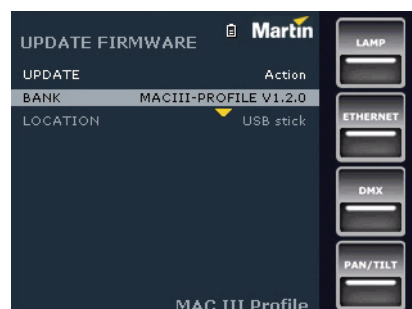 UPDATE FIRMWARE
Martin
UPDATE Action
BANK MACIII-PROFILE V1.2.0
LOCATION USB stick
MAC III Profile
LAMP
ETHERNET
DMX
PAN/TILT